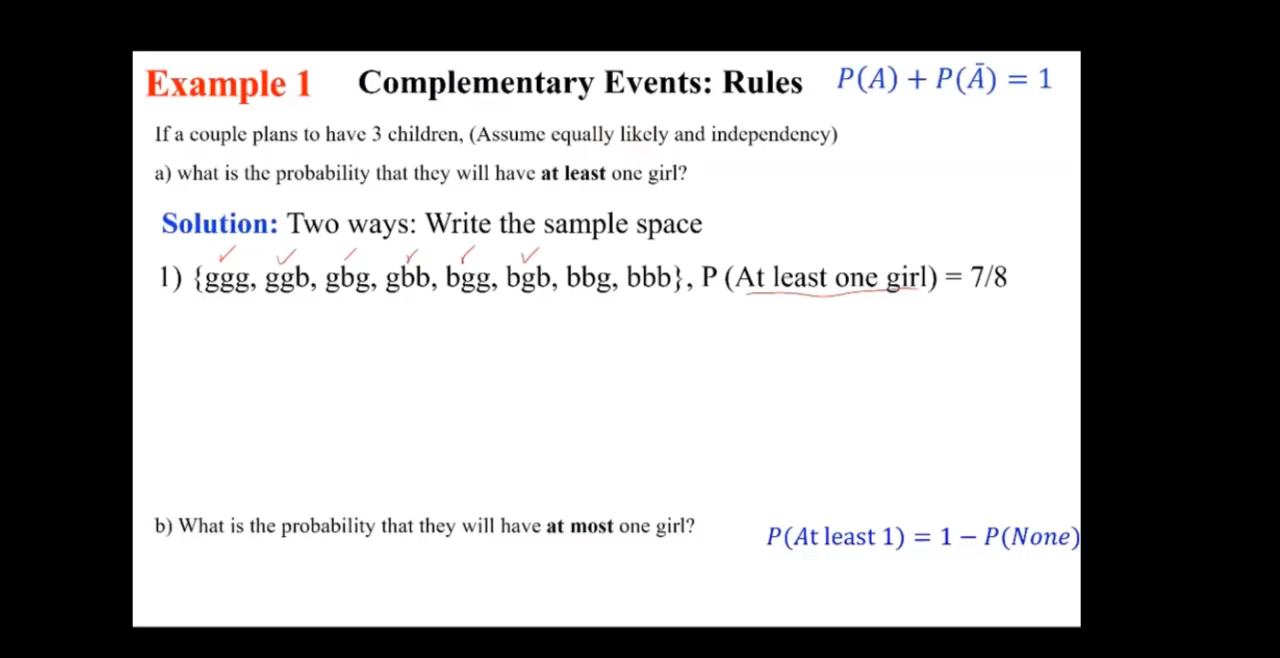 Example 1 Complementary Events: Rules P(A) + P(Ā) = 1
If a couple plans to have 3 children, (Assume equally likely and independency)
a) what is the probability that they will have at least one girl?
Solution: Two ways: Write the sample space
1) {ggg, ggb, gbg, gbb, bgg, bgb, bbg, bbb}, P (At least one girl) = 7/8
b) What is the probability that they will have at most one girl?
P(At least 1) = 1 − P(None)